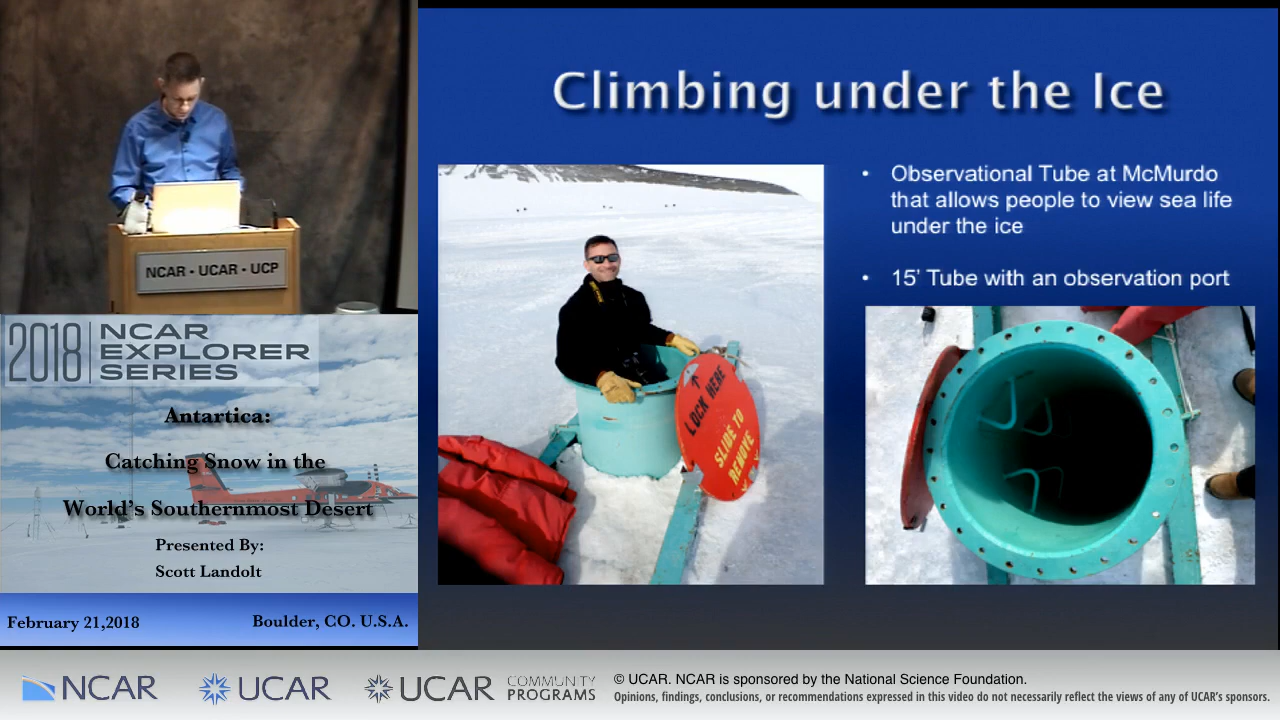 Climbing under the Ice
• Observational Tube at McMurdo
that allows people to view sea life
under the ice
• 15’ Tube with an observation port
LOCK HERE
SLIDE TO
REMOVE
NCAR • UCAR • UCP
2018 NCAR
EXPLORER
SERIES
Antartica:
Catching Snow in the
World’s Southernmost Desert
Presented By:
Scott Landolt
February 21,2018
Boulder, CO. U.S.A.
NCAR
UCAR
UCAR
COMMUNITY
PROGRAMS
© UCAR. NCAR is sponsored by the National Science Foundation.
Opinions, findings, conclusions, or recommendations expressed in this video do not necessarily reflect the views of any of UCAR's sponsors.